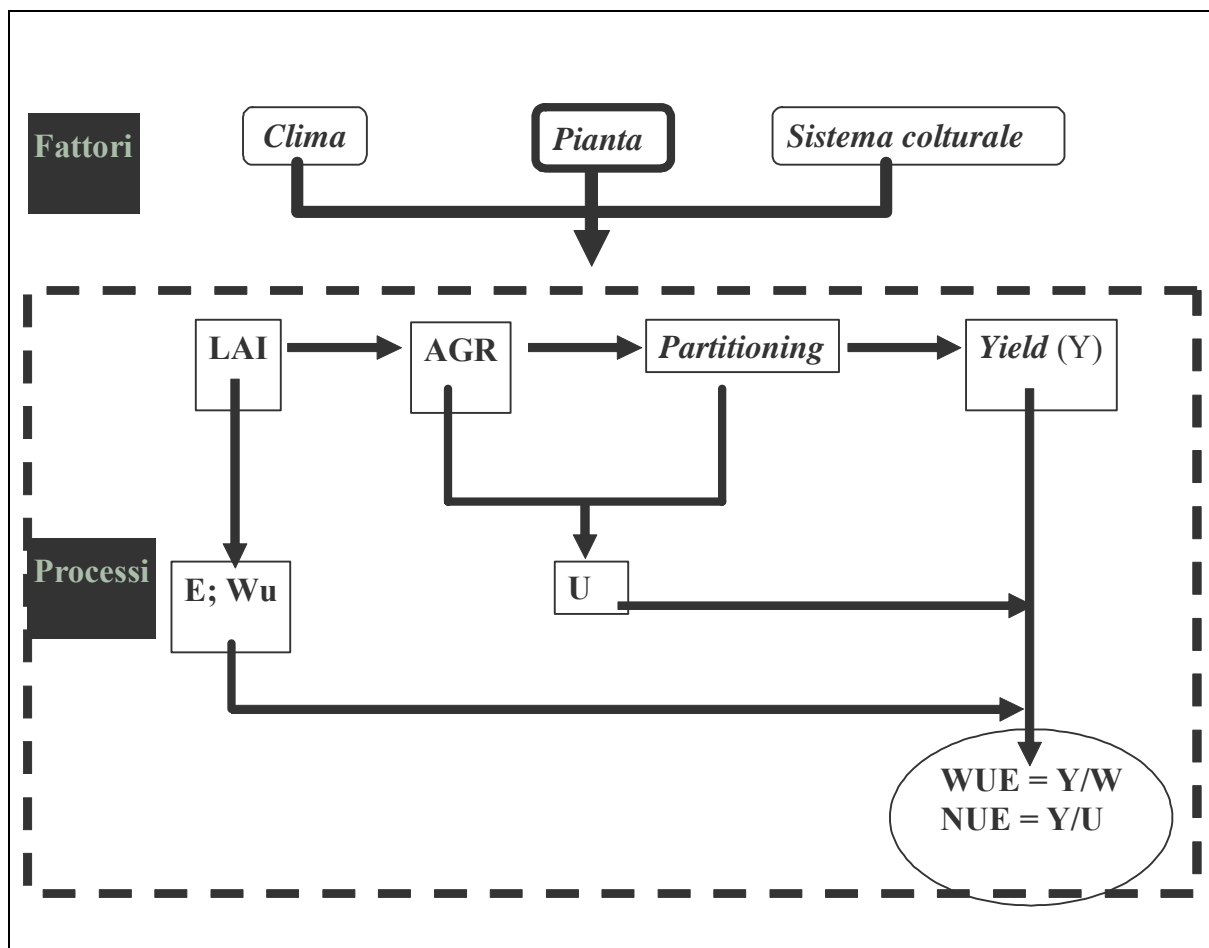 Fattori
Clima
Pianta
Sistema colturale
LAI
AGR
Partitioning
Yield (Y)
Processi
E; Wu
U
WUE = Y/W
NUE = Y/U